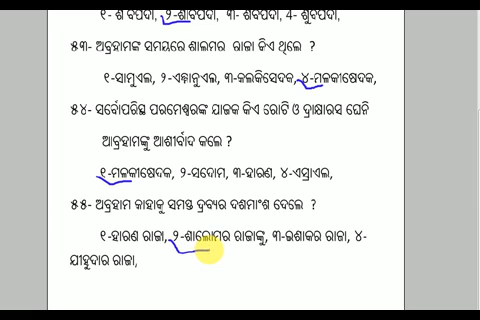 ୧- ଶବପଦା, ୨-ଶାବପଦା, ୩- ଶବପଦା, 4- ଶୁବପଦା,
୫୩- ଅବ୍ରହାମଙ୍କ ସମୟରେ ଶାଲମର ରାଜା କିଏ ଥିଲେ ?
୧-ସାମୁଏଲ, ୨-ଏମ୍ମାନୁଏଲ, ୩-କଲକିସେଦକ, ୪-ମଲକୀଷେଦକ,
୫୪- ସର୍ବୋପରିସ୍ଥ ପରମେଶ୍ୱରଙ୍କ ଯାଜକ କିଏ ରୋଟି ଓ ଦ୍ରାକ୍ଷାରସ ଘେନି
ଆବ୍ରହାମଙ୍କୁ ଆଶୀର୍ବାଦ କଲେ ?
୧-ମଲକୀଷେଦକ, ୨-ସଦୋମ, ୩-ହାରଣ, ୪-ଏସ୍ରାଏଲ,
୫୫- ଅବ୍ରହାମ କାହାକୁ ସମସ୍ତ ଦ୍ରବ୍ୟର ଦଶମାଂଶ ଦେଲେ ?
୧-ହାରଣ ରାଜା, ୨-ଶାଲୋମର ରାଜାଙ୍କୁ, ୩-ଇଶାକର ରାଜା, ୪-
ଯୀହୁଦାର ରାଜା,